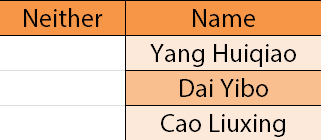 Neither Name
Yang Huiqiao
Dai Yibo
Cao Liuxing